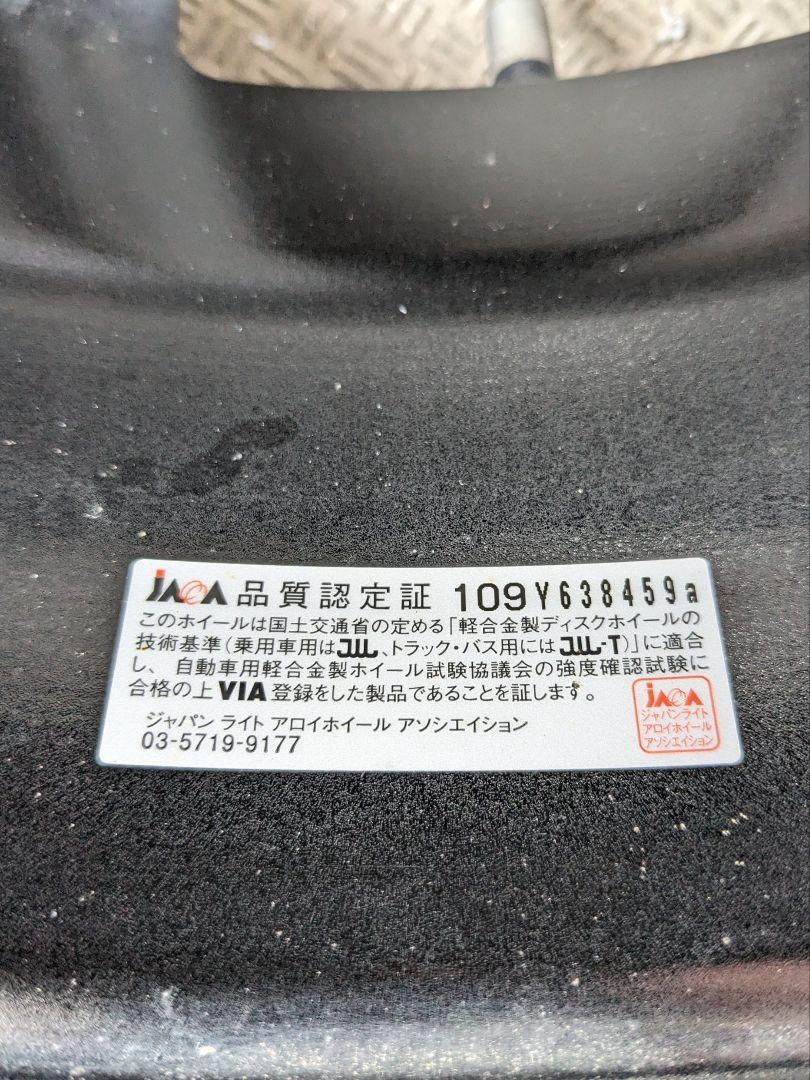 JAWA 品質認定証 109Y638459a
このホイールは国土交通省の定める「軽合金製ディスクホイールの
技術基準(乗用車用はJWL、トラック・バス用にはJWL-T)」に適合
し、自動車用軽合金製ホイール試験協議会の強度確認試験に
合格の上VIA登録をした製品であることを証します。
ジャパン ライト アロイホイール アソシエイション
03-5719-9177
JAWA
ジャパンライト
アロイホイール
アソシエイション